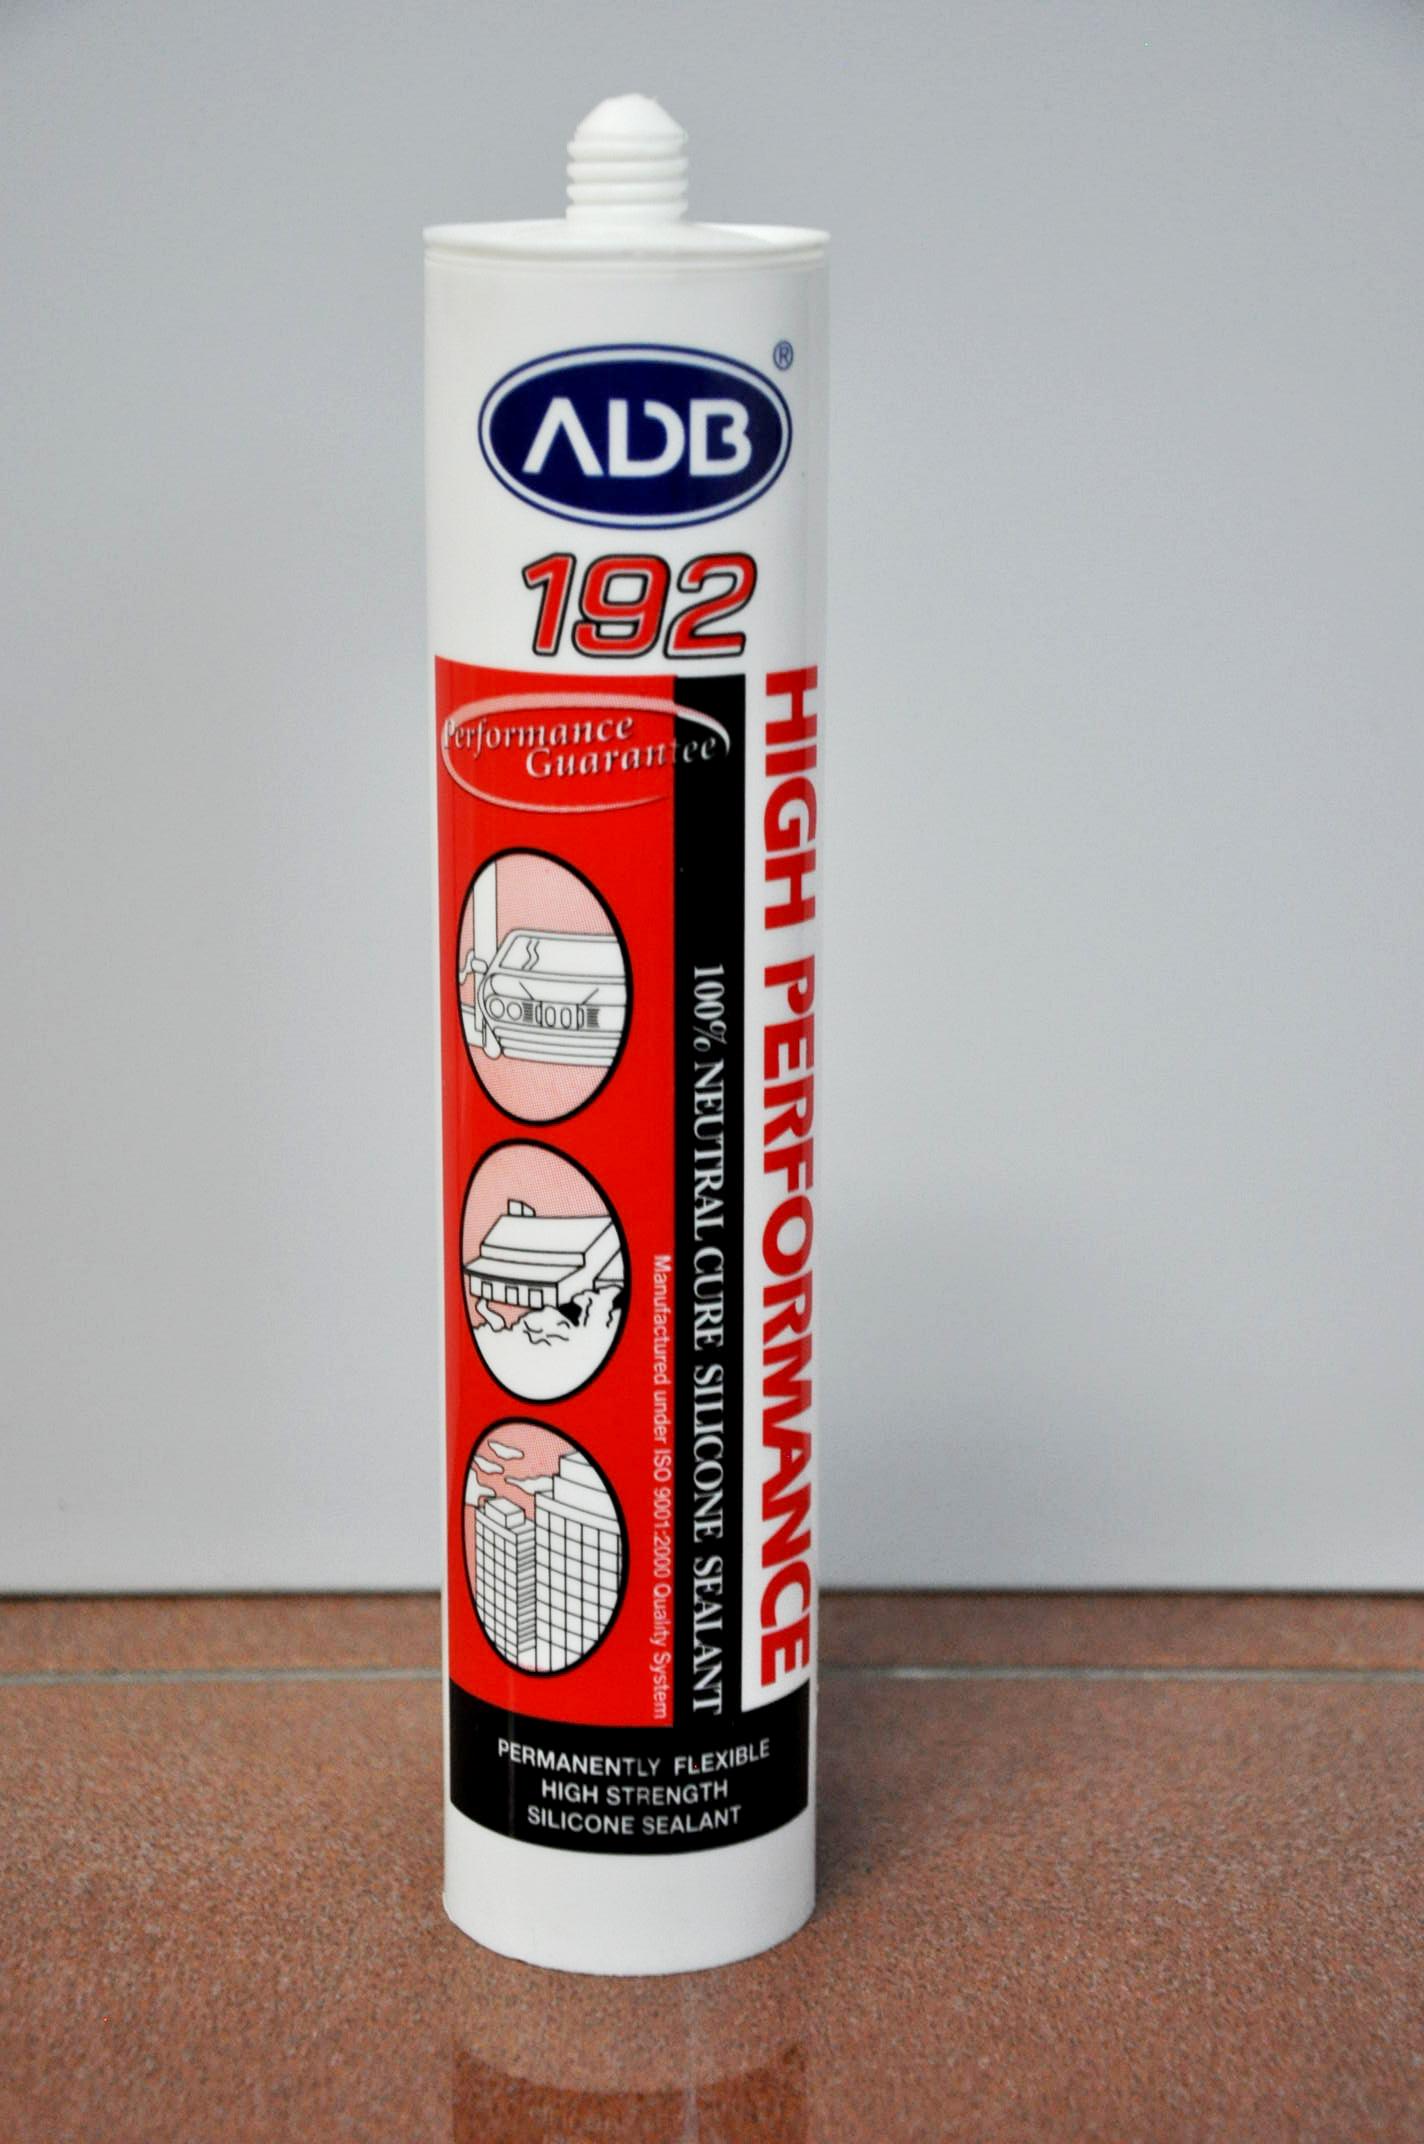 ADB®
192
Performance
Guarantee
HIGH PERFORMANCE
100% NEUTRAL CURE SILICONE SEALANT
Manufactured under ISO 9001:2000 Quality System
PERMANENTLY FLEXIBLE
HIGH STRENGTH
SILICONE SEALANT